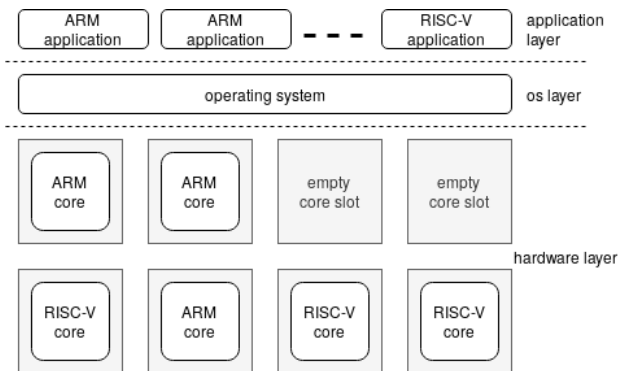 ARM
application
ARM
application
RISC-V
application
application
layer
operating system
os layer
ARM
core
ARM
core
empty
core slot
empty
core slot
hardware layer
RISC-V
core
ARM
core
RISC-V
core
RISC-V
core